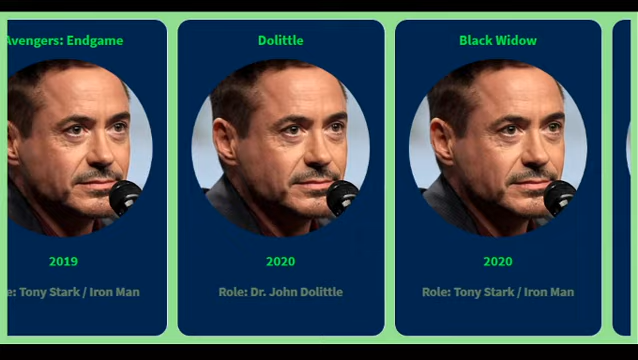 Avengers: Endgame
2019
e: Tony Stark / Iron Man
Dolittle
2020
Role: Dr. John Dolittle
Black Widow
2020
Role: Tony Stark / Iron Man